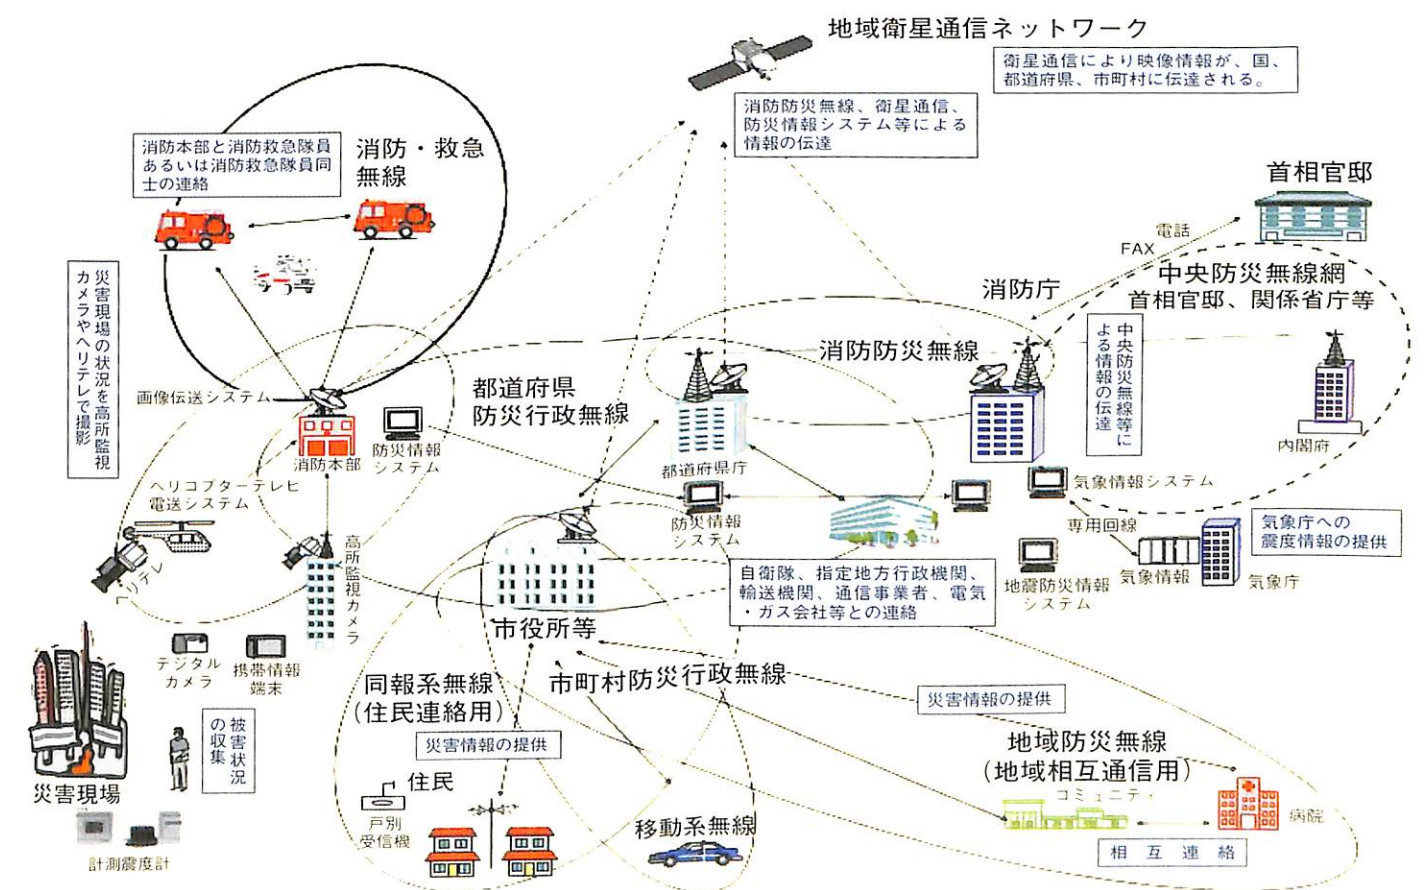 地域衛星通信ネットワーク
衛星通信により映像情報が、国、
都道府県、市町村に伝達される。
消防防災無線、衛星通信、
防災情報システム等による
情報の伝達
消防本部と消防救急隊員
あるいは消防救急隊員同
士の連絡
消防・救急
無線
首相官邸
電話
FAX
中央防災無線網
首相官邸、関係省庁等
災害現場の状況を高所監視
カメラやヘリテレで撮影
消防庁
消防防災無線
中央防災無線等に
よる情報の伝達
画像伝送システム
都道府県
防災行政無線
消防本部
防災情報
システム
都道府県庁
内閣府
ヘリコプターテレビ
電送システム
気象情報システム
防災情報
システム
専用回線
気象庁への
震度情報の提供
ヘリテレ
高所監視カメラ
自衛隊、指定地方行政機関、
輸送機関、通信事業者、電気
・ガス会社等との連絡
地震防災情報
システム
気象情報
気象庁
市役所等
デジタル
カメラ
携帯情報
端末
同報系無線
(住民連絡用)
市町村防災行政無線
災害情報の提供
被害状況
の収集
災害情報の提供
地域防災無線
(地域相互通信用)
コミュニティ
住民
戸別
受信機
災害現場
移動系無線
病院
相互連絡
計測震度計